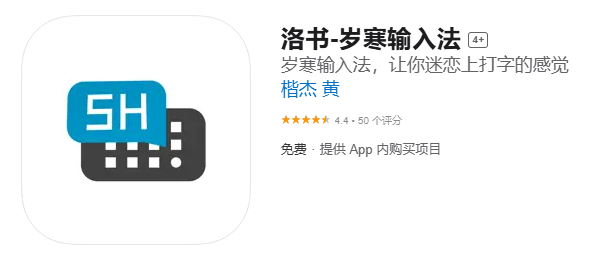 SH
洛书-岁寒输入法 4+
岁寒输入法，让你迷恋上打字的感觉
楷杰 黄
★★★★★ 4.4 • 50 个评分
免费 · 提供 App 内购买项目